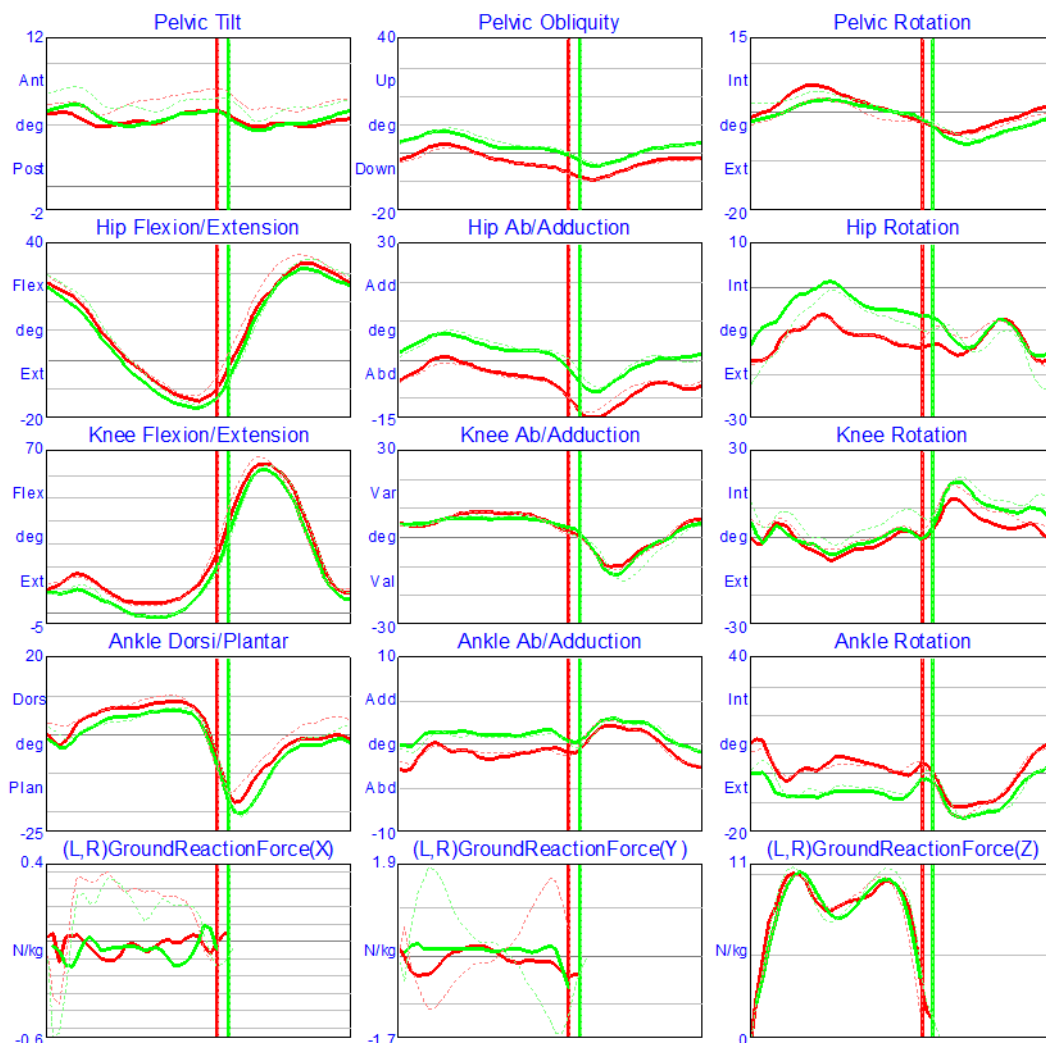 Pelvic Tilt
Pelvic Obliquity
Pelvic Rotation
12
Ant
deg
Post
-2
40
Up
deg
Down
-20
15
Int
deg
Ext
-20
Hip Flexion/Extension
Hip Ab/Adduction
Hip Rotation
40
Flex
deg
Ext
-20
30
Add
deg
Abd
-15
10
Int
deg
Ext
-30
Knee Flexion/Extension
Knee Ab/Adduction
Knee Rotation
70
Flex
deg
Ext
-5
30
Var
deg
Val
-30
30
Int
deg
Ext
-30
Ankle Dorsi/Plantar
Ankle Ab/Adduction
Ankle Rotation
20
Dors
deg
Plan
-25
10
Add
deg
Abd
-10
40
Int
deg
Ext
-20
(L,R)GroundReactionForce(X)
(L,R)GroundReactionForce(Y)
(L,R)GroundReactionForce(Z)
0.4
N/kg
-0.6
1.9
N/kg
-1.7
11
N/kg
0